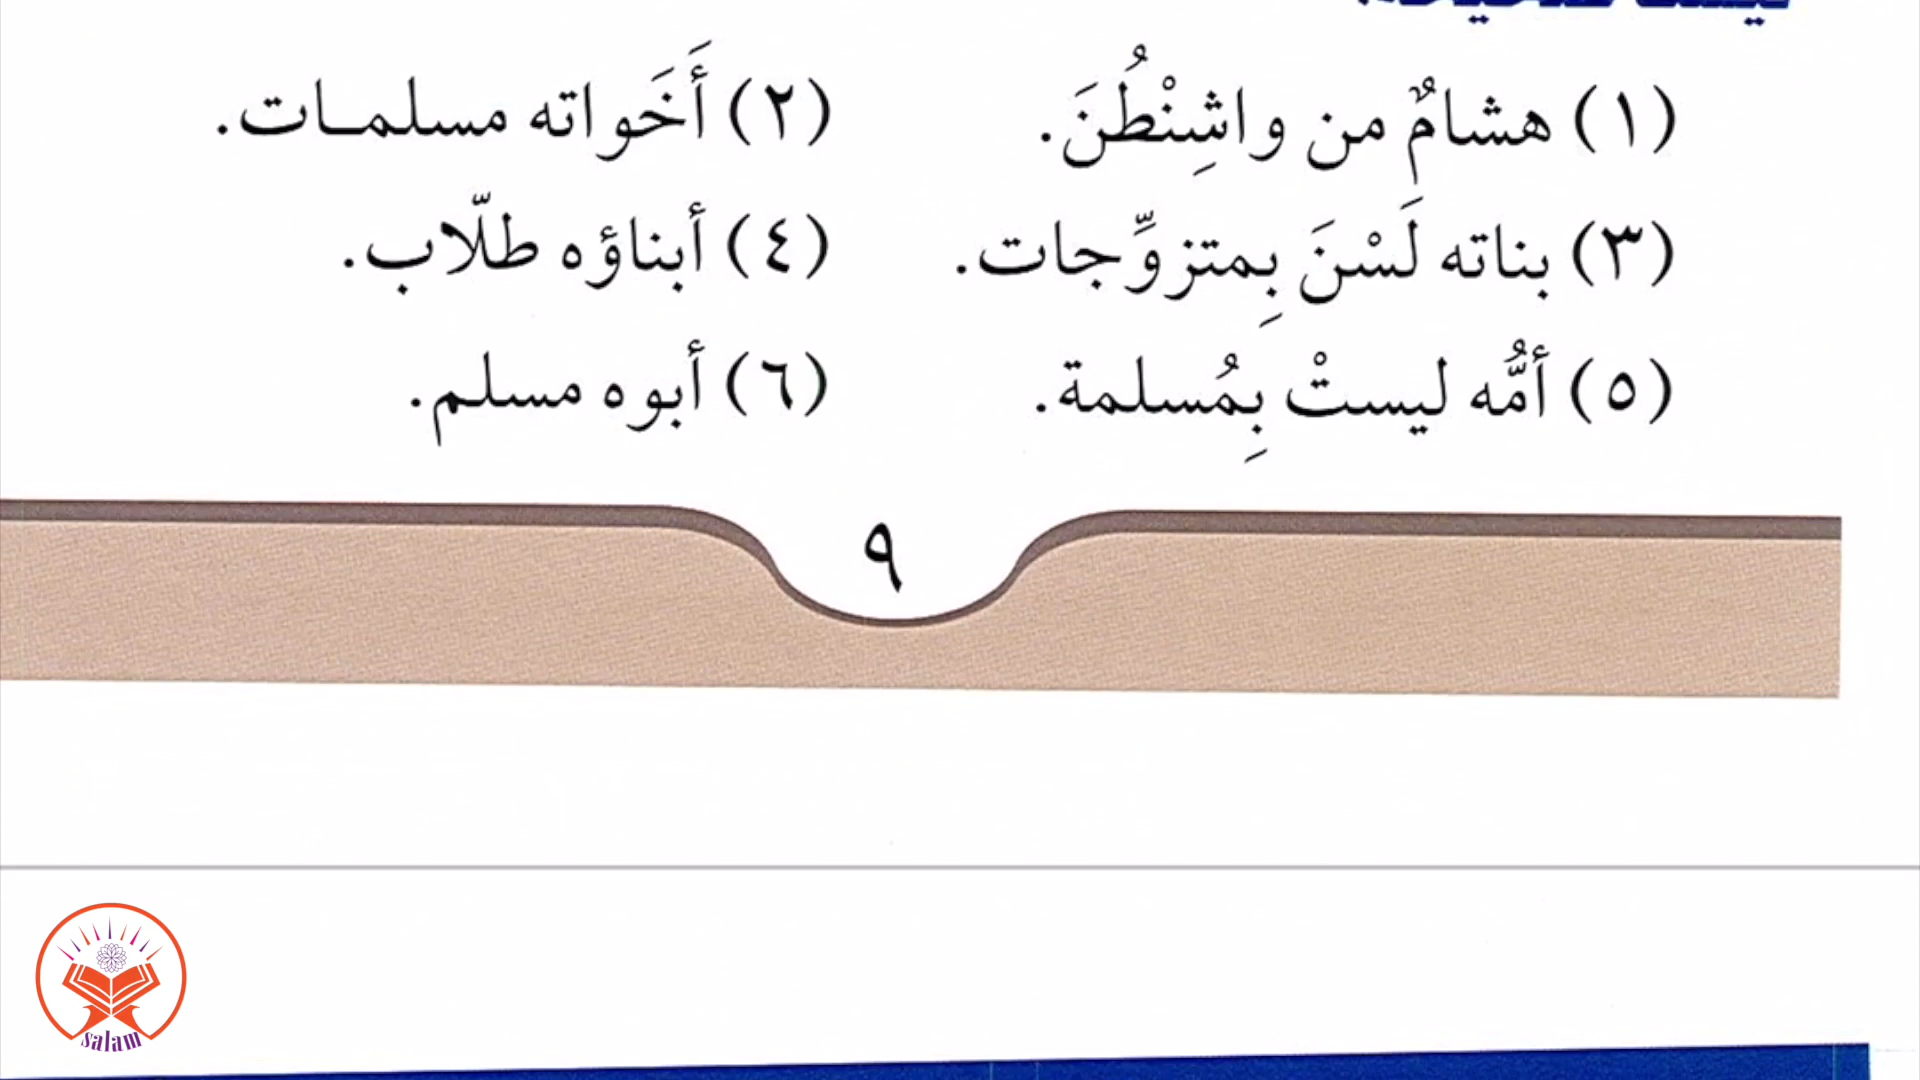 (١) هشامٌ من واشِنْطُنَ. (٢) أَخَواته مسلمـات.
(٣) بناته لَسْنَ بِمتزوِّجات. (٤) أبناؤه طلّاب.
(٥) أمُّه ليستْ بِمُسلمة. (٦) أبوه مسلم.
٩
salam